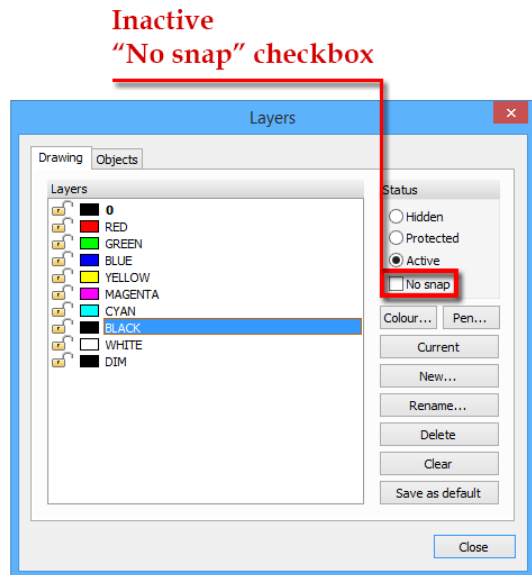 Inactive
“No snap” checkbox
Layers
Drawing
Objects
Layers
0
RED
GREEN
BLUE
YELLOW
MAGENTA
CYAN
BLACK
WHITE
DIM
Status
Hidden
Protected
Active
No snap
Colour... Pen...
Current
New...
Rename...
Delete
Clear
Save as default
Close